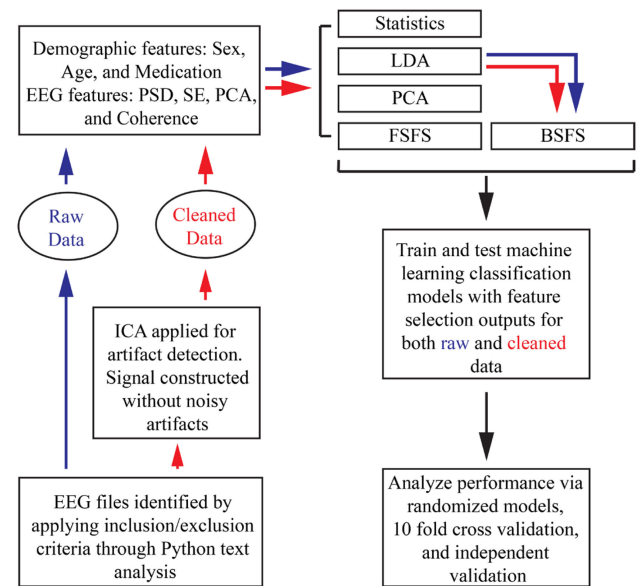 Demographic features: Sex,
Age, and Medication
EEG features: PSD, SE, PCA,
and Coherence
Statistics
LDA
PCA
FSFS
BSFS
Raw
Data
Cleaned
Data
Train and test machine
learning classification
models with feature
selection outputs for
both raw and cleaned
data
ICA applied for
artifact detection.
Signal constructed
without noisy
artifacts
EEG files identified by
applying inclusion/exclusion
criteria through Python text
analysis
Analyze performance via
randomized models,
10 fold cross validation,
and independent
validation